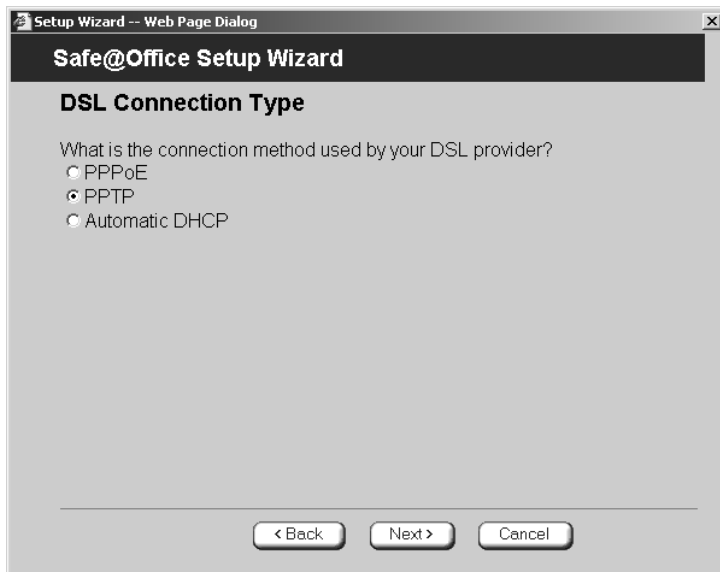 Setup Wizard -- Web Page Dialog
Safe@Office Setup Wizard
DSL Connection Type
What is the connection method used by your DSL provider?
PPPoE
PPTP
Automatic DHCP
< Back Next > Cancel